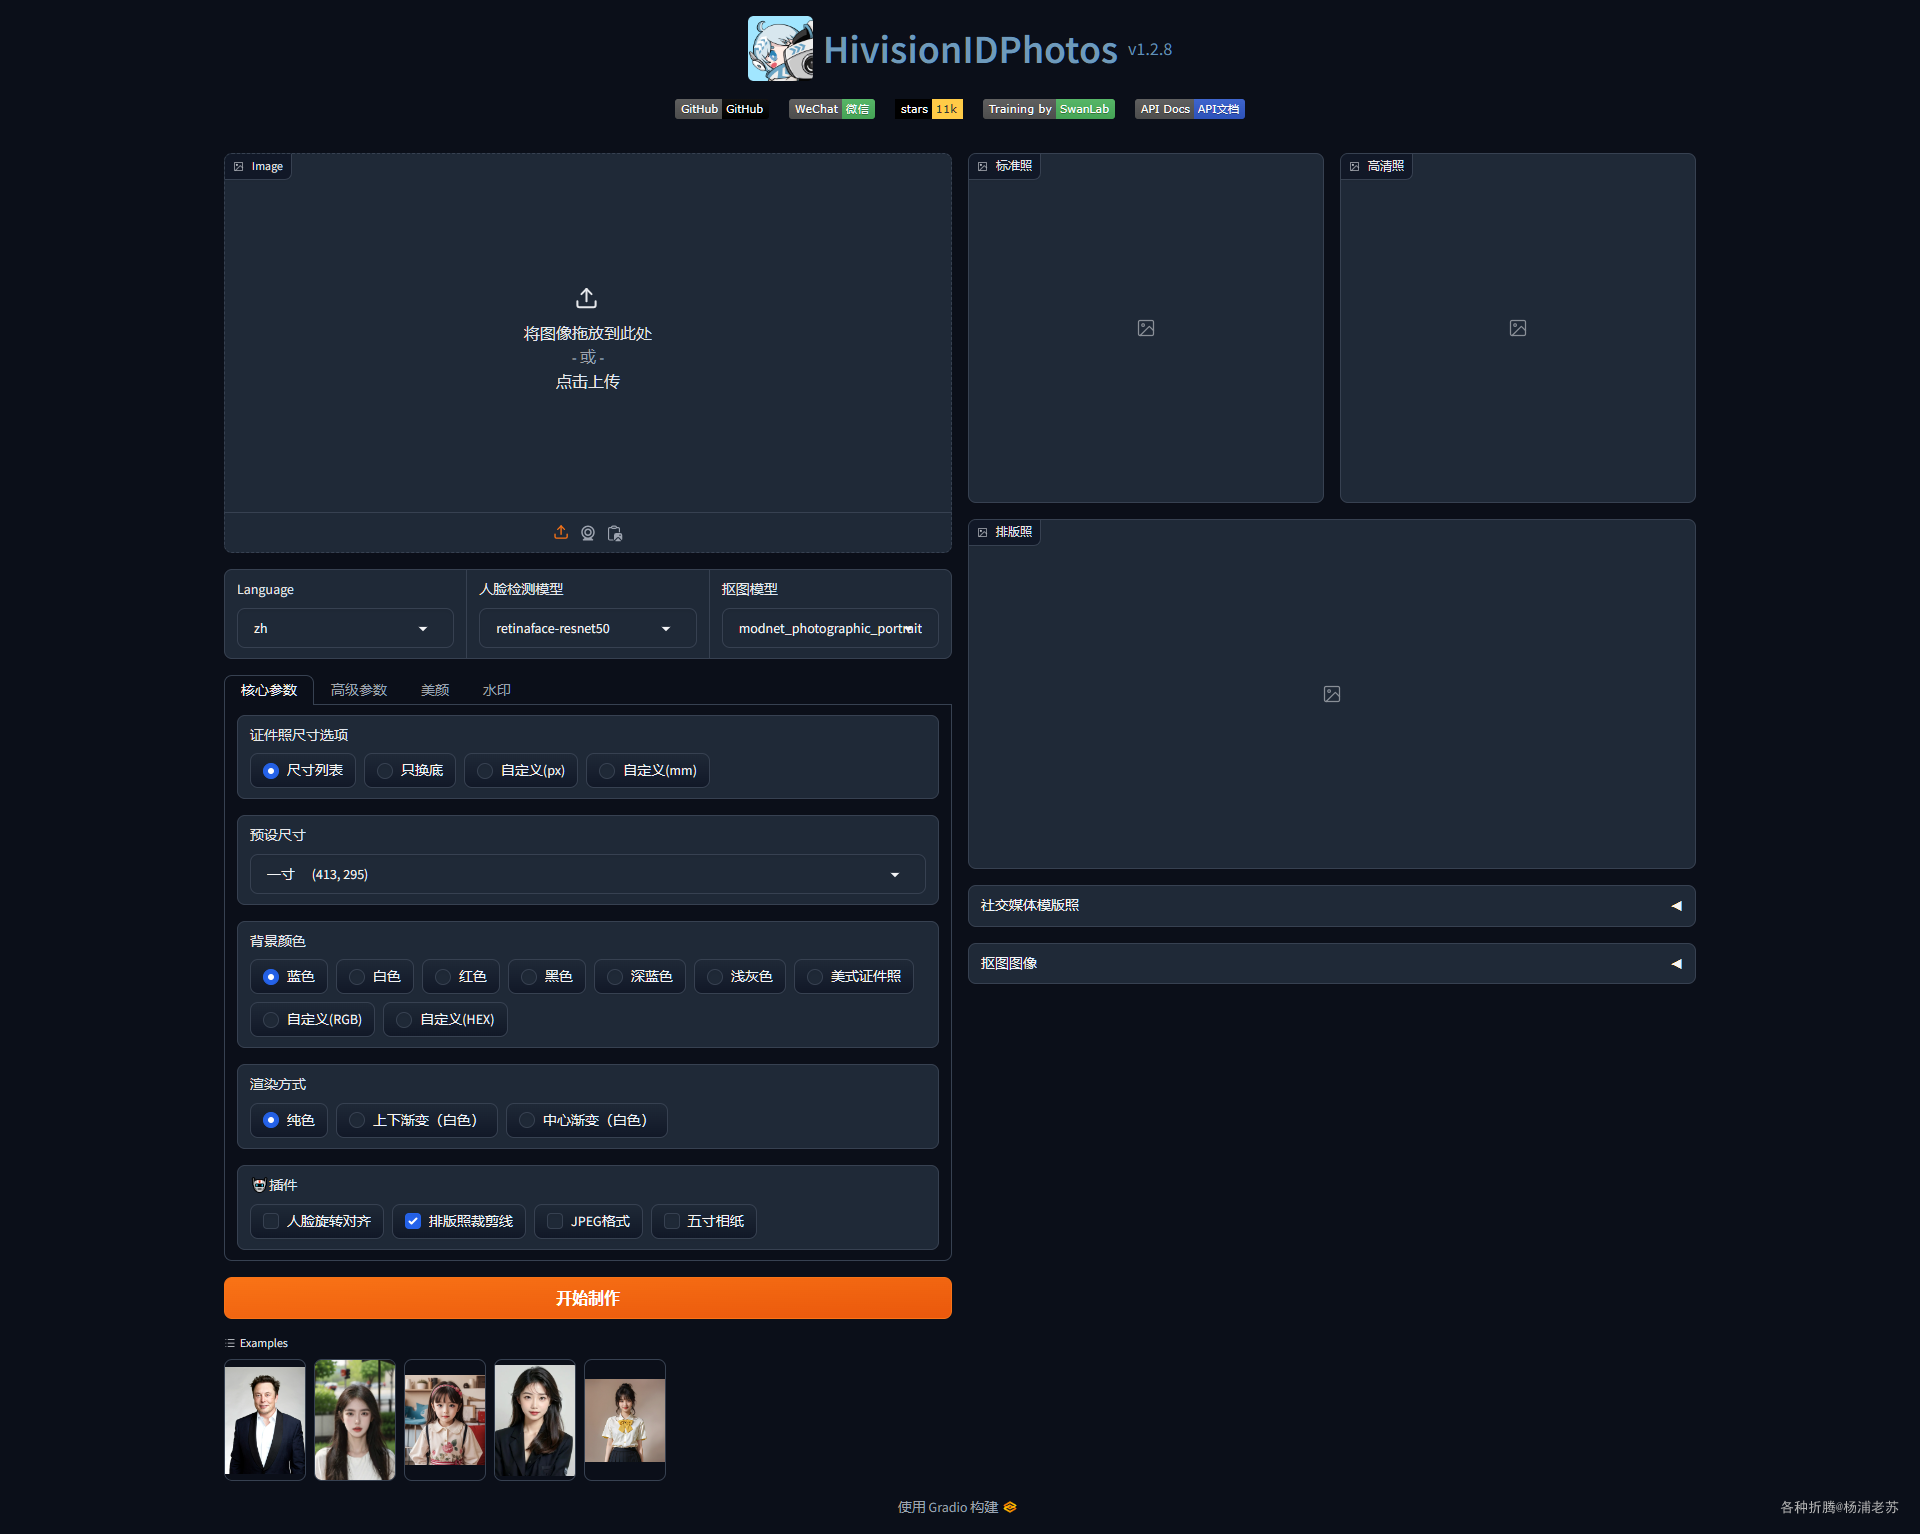 HivisionIDPhotos v1.2.8
GitHub GitHub WeChat 微信 stars 11k Training by SwanLab API Docs API文档
Image
将图像拖放到此处
- 或 -
点击上传
Language 人脸检测模型 抠图模型
zh retinaface-resnet50 modnet_photographic_portrait
核心参数 高级参数 美颜 水印
证件照尺寸选项
尺寸列表 只换底 自定义(px) 自定义(mm)
预设尺寸
一寸 (413, 295)
背景颜色
蓝色 白色 红色 黑色 深蓝色 浅灰色 美式证件照
自定义(RGB) 自定义(HEX)
渲染方式
纯色 上下渐变（白色） 中心渐变（白色）
插件
人脸旋转对齐 排版照裁剪线 JPEG格式 五寸相纸
开始制作
Examples
标准照 高清照
排版照
社交媒体模版照
抠图图像
使用 Gradio 构建
各种折腾@杨浦老苏